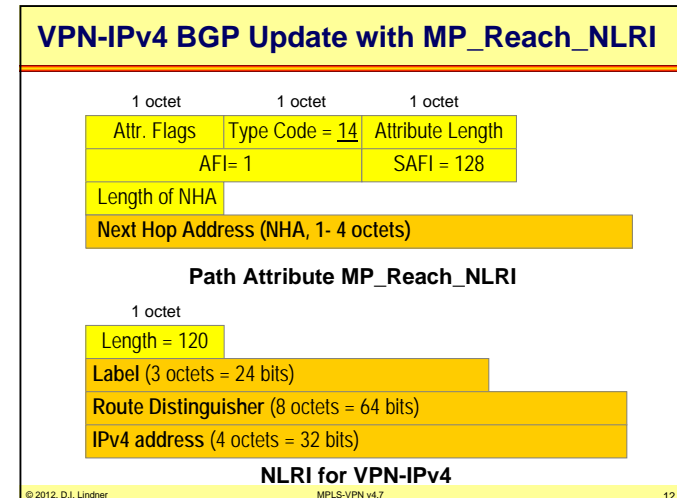 VPN-IPv4 BGP Update with MP_Reach_NLRI
1 octet 1 octet 1 octet
Attr. Flags Type Code = 14 Attribute Length
AFI= 1 SAFI = 128
Length of NHA
Next Hop Address (NHA, 1- 4 octets)
Path Attribute MP_Reach_NLRI
1 octet
Length = 120
Label (3 octets = 24 bits)
Route Distinguisher (8 octets = 64 bits)
IPv4 address (4 octets = 32 bits)
NLRI for VPN-IPv4
© 2012, D.I. Lindner MPLS-VPN v4.7 12